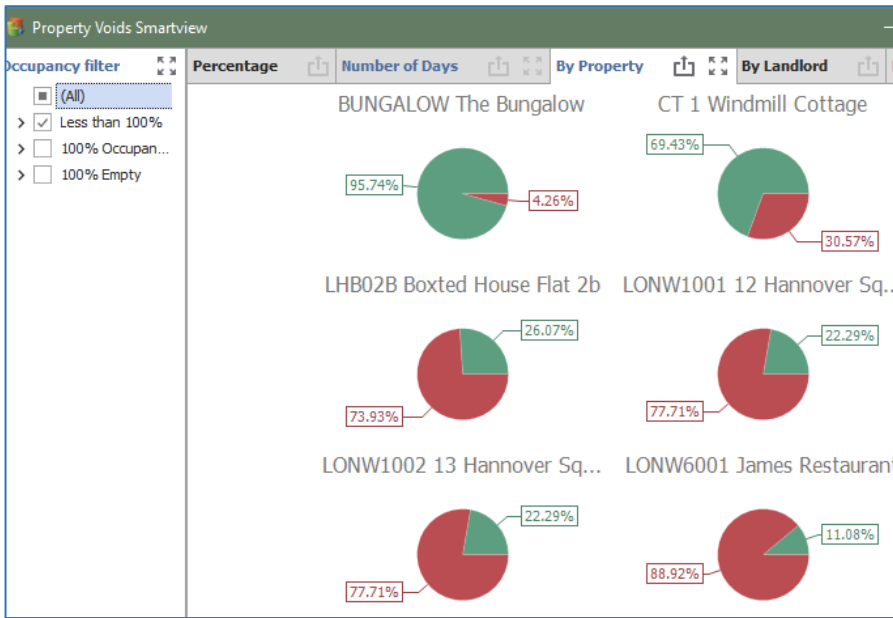 Property Voids Smartview
Occupancy filter
Percentage
Number of Days
By Property
By Landlord
(All)
Less than 100%
100% Occupan...
100% Empty
BUNGALOW The Bungalow
CT 1 Windmill Cottage
95.74%
4.26%
69.43%
30.57%
LHB02B Boxted House Flat 2b
LONW1001 12 Hannover Sq...
26.07%
73.93%
22.29%
77.71%
LONW1002 13 Hannover Sq...
LONW6001 James Restaurant
22.29%
77.71%
11.08%
88.92%